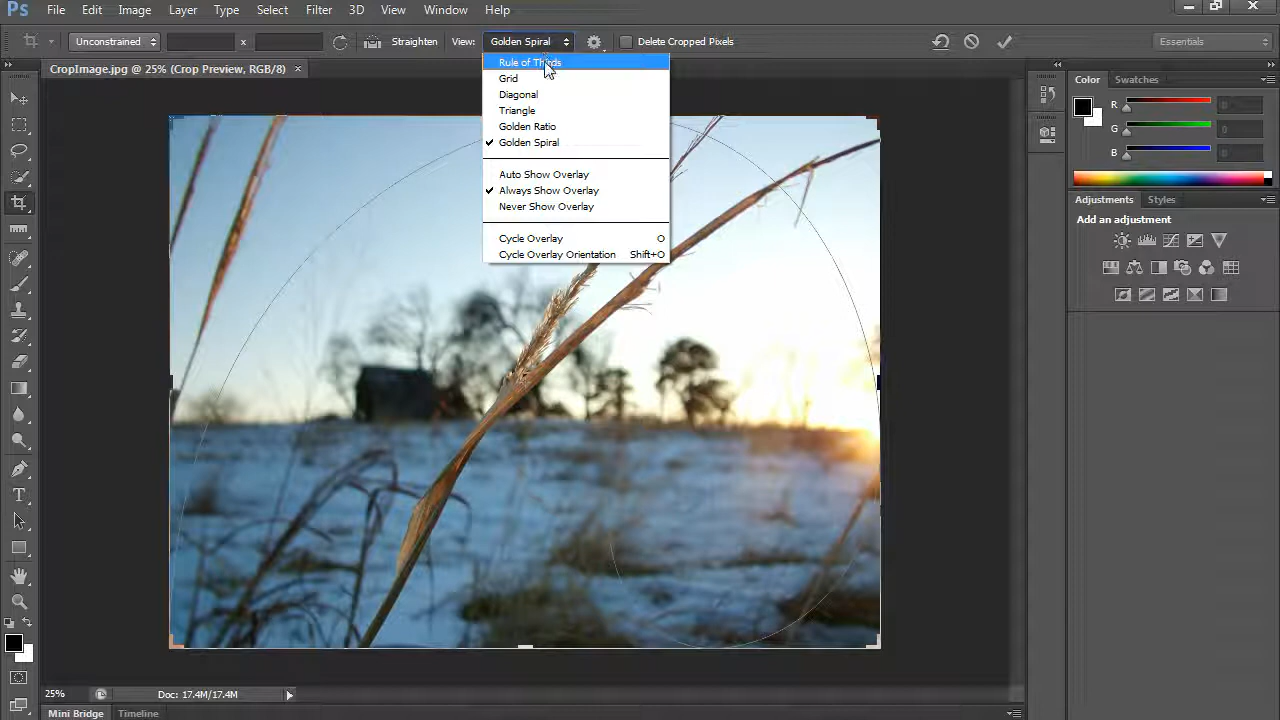 Ps File Edit Image Layer Type Select Filter 3D View Window Help
Unconstrained x Straighten View: Golden Spiral Delete Cropped Pixels Essentials
CropImage.jpg @ 25% (Crop Preview, RGB/8) ×
Rule of Thirds
Grid
Diagonal
Triangle
Golden Ratio
✓ Golden Spiral
Auto Show Overlay
✓ Always Show Overlay
Never Show Overlay
Cycle Overlay O
Cycle Overlay Orientation Shift+O
Color Swatches
R 0
G 0
B 0
Adjustments Styles
Add an adjustment
T
25% Doc: 17.4M/17.4M
Mini Bridge Timeline